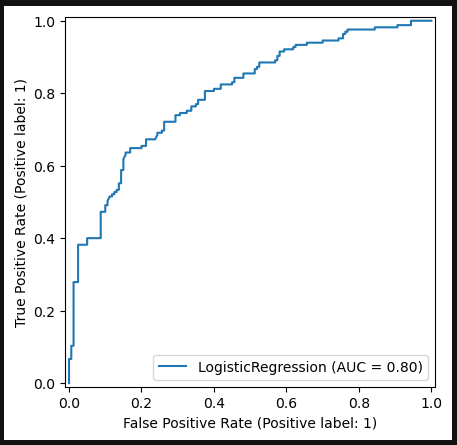 1.0
0.8
0.6
0.4
0.2
0.0
True Positive Rate (Positive label: 1)
LogisticRegression (AUC = 0.80)
0.0 0.2 0.4 0.6 0.8 1.0
False Positive Rate (Positive label: 1)